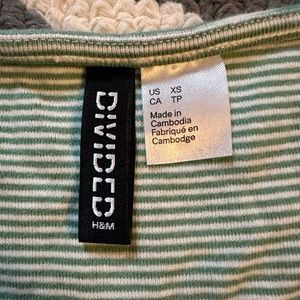 DIVIDED
H&M
US XS
CA TP
Made in
Cambodia
Fabriqué en
Cambodge